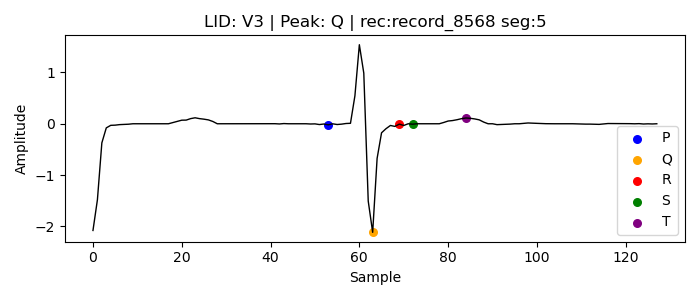 LID: V3 | Peak: Q | rec:record_8568 seg:5
Amplitude
1
0
−1
−2
0 20 40 60 80 100 120
Sample
P
Q
R
S
T